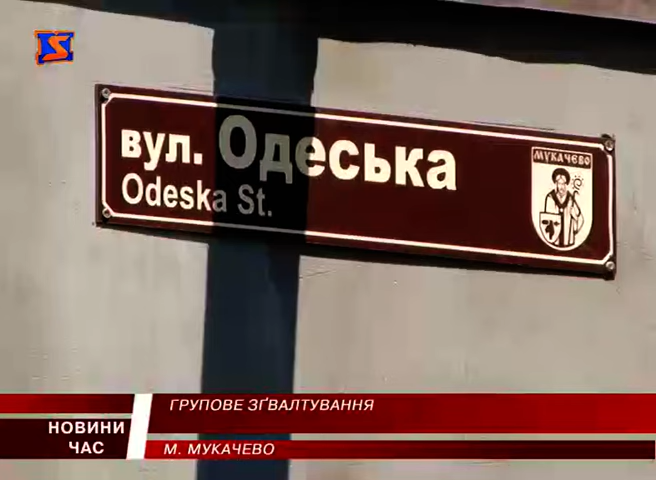 вул. Одеська
Odeska St.
МУКАЧЕВО
ГРУПОВЕ ЗҐВАЛТУВАННЯ
НОВИНИ
ЧАС
М. МУКАЧЕВО